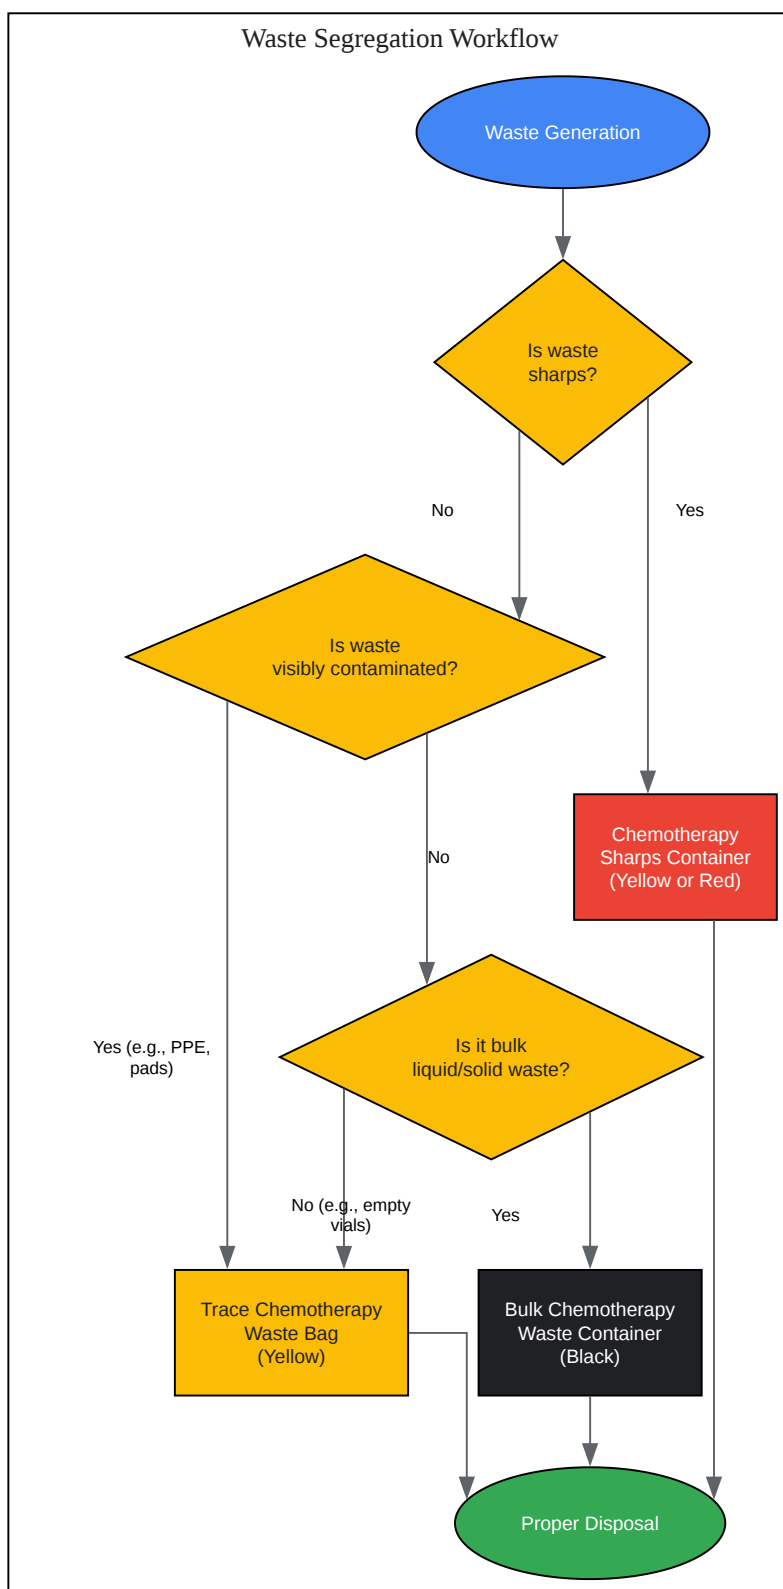 Waste Segregation Workflow
Waste Generation
Is waste
sharps?
No
Yes
Is waste
visibly contaminated?
Chemotherapy
Sharps Container
(Yellow or Red)
No
Yes (e.g., PPE,
pads)
Is it bulk
liquid/solid waste?
No (e.g., empty
vials)
Yes
Trace Chemotherapy
Waste Bag
(Yellow)
Bulk Chemotherapy
Waste Container
(Black)
Proper Disposal